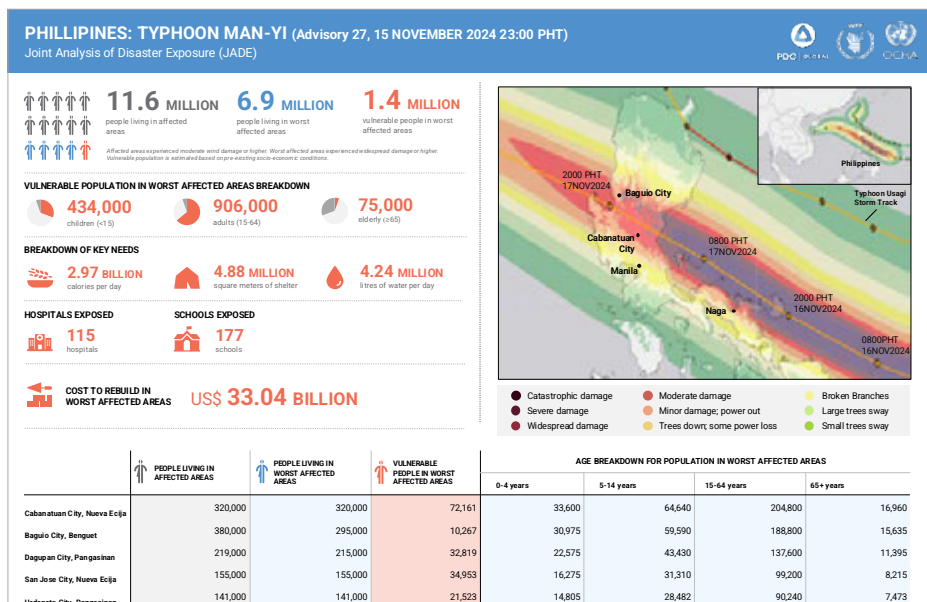 PHILLIPINES: TYPHOON MAN-YI (Advisory 27, 15 NOVEMBER 2024 23:00 PHT)
Joint Analysis of Disaster Exposure (JADE)
PDC GLOBAL
WFP
OCHA
11.6 MILLION
people living in affected
areas
6.9 MILLION
people living in worst
affected areas
1.4 MILLION
vulnerable people in worst
affected areas
Affected areas experienced moderate wind damage or higher. Worst affected areas experienced widespread damage or higher.
Vulnerable population is estimated based on pre-existing socio-economic conditions.
VULNERABLE POPULATION IN WORST AFFECTED AREAS BREAKDOWN
434,000
children (<15)
906,000
adults (15-64)
75,000
elderly (≥65)
BREAKDOWN OF KEY NEEDS
2.97 BILLION
calories per day
4.88 MILLION
square meters of shelter
4.24 MILLION
litres of water per day
HOSPITALS EXPOSED
115
hospitals
SCHOOLS EXPOSED
177
schools
COST TO REBUILD IN
WORST AFFECTED AREAS
US$ 33.04 BILLION
Philippines
Typhoon Usagi
Storm Track
2000 PHT
17NOV2024
Baguio City
Cabanatuan
City
Manila
0800 PHT
17NOV2024
Naga
2000 PHT
16NOV2024
0800PHT
16NOV2024
Catastrophic damage
Severe damage
Widespread damage
Moderate damage
Minor damage; power out
Trees down; some power loss
Broken Branches
Large trees sway
Small trees sway
PEOPLE LIVING IN
AFFECTED AREAS
PEOPLE LIVING IN
WORST AFFECTED
AREAS
VULNERABLE
PEOPLE IN WORST
AFFECTED AREAS
AGE BREAKDOWN FOR POPULATION IN WORST AFFECTED AREAS
0-4 years 5-14 years 15-64 years 65+ years
Cabanatuan City, Nueva Ecija 320,000 320,000 72,161 33,600 64,640 204,800 16,960
Baguio City, Benguet 380,000 295,000 10,267 30,975 59,590 188,800 15,635
Dagupan City, Pangasinan 219,000 215,000 32,819 22,575 43,430 137,600 11,395
San Jose City, Nueva Ecija 155,000 155,000 34,953 16,275 31,310 99,200 8,215
141,000 141,000 21,523 14,805 28,482 90,240 7,473